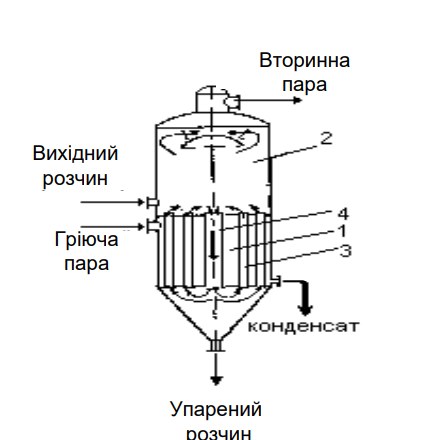 Вторинна
пара
2
Вихідний
розчин
4
Гріюча
пара
1
3
конденсат
Упарений
розчин